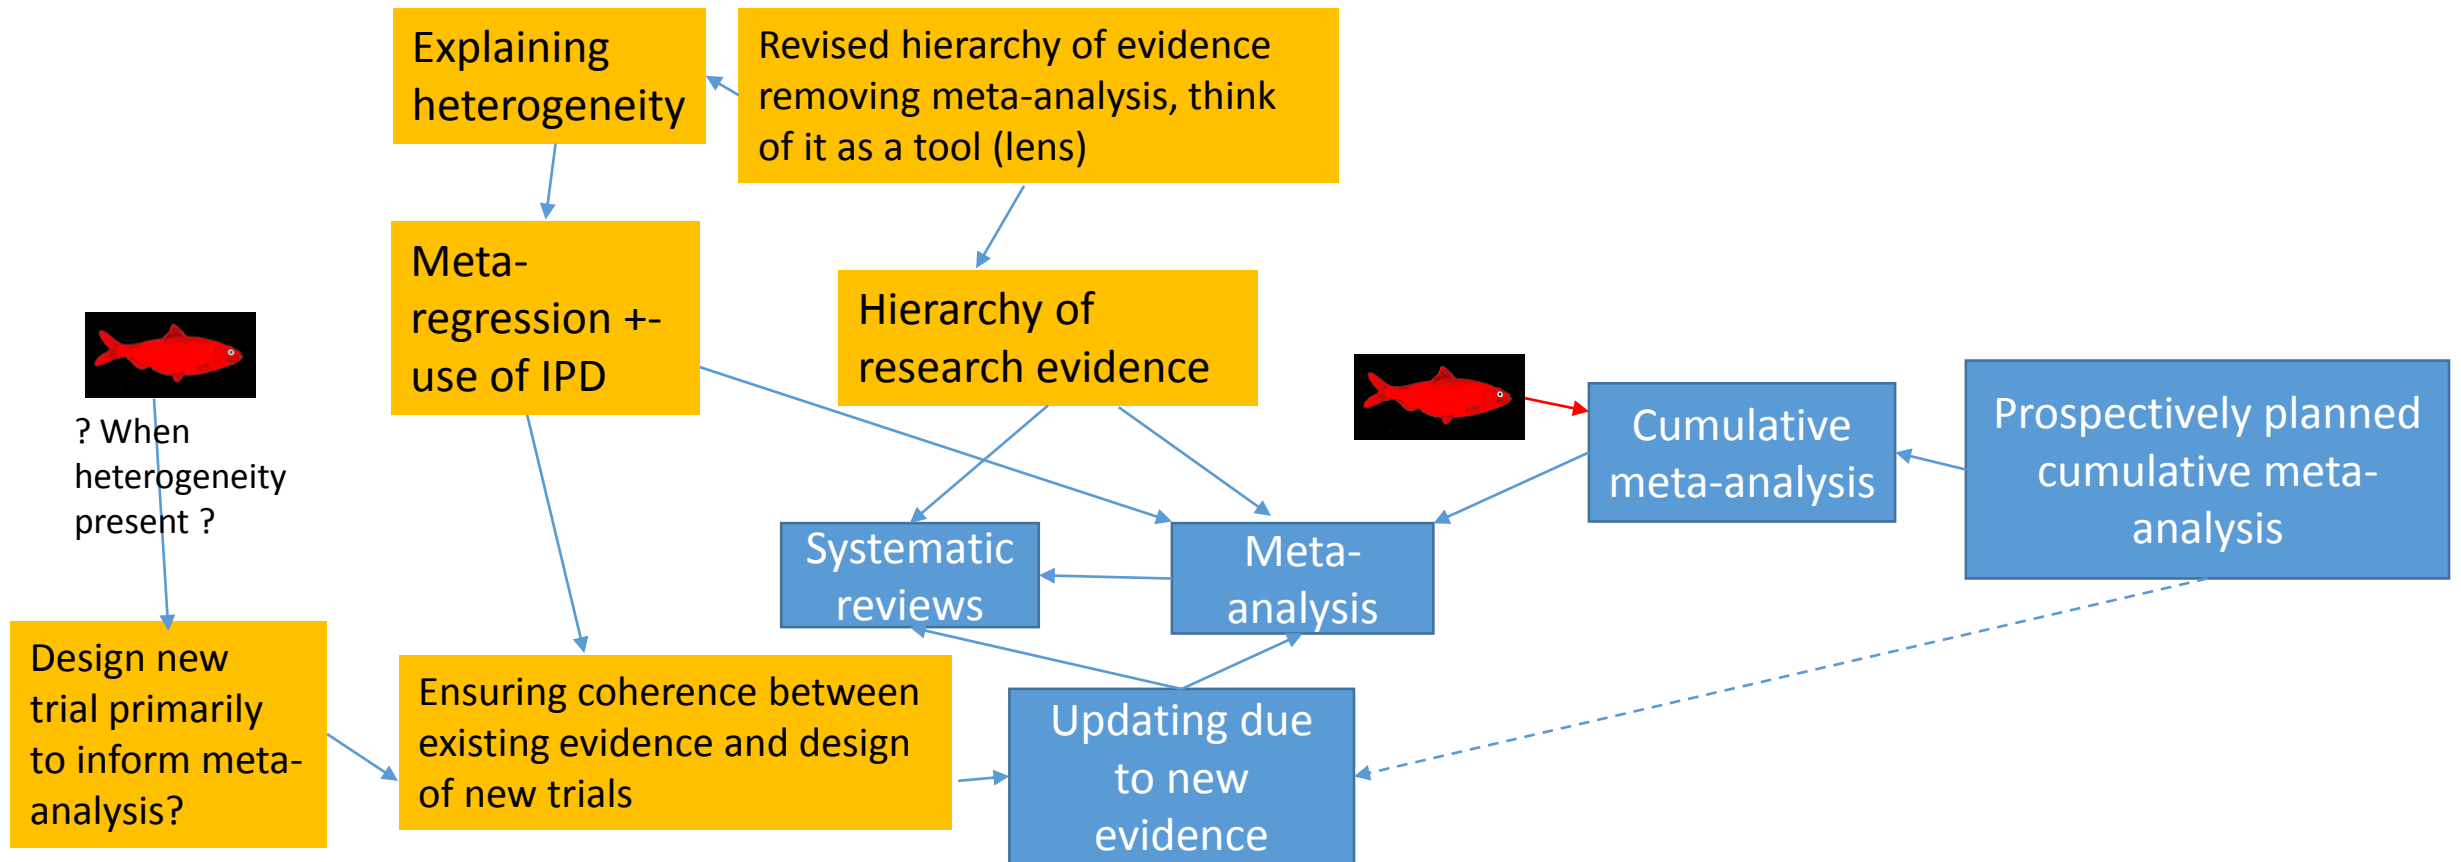 Explaining
heterogeneity
Revised hierarchy of evidence
removing meta-analysis, think
of it as a tool (lens)
Meta-
regression +-
use of IPD
Hierarchy of
research evidence
? When
heterogeneity
present ?
Cumulative
meta-analysis
Prospectively planned
cumulative meta-
analysis
Systematic
reviews
Meta-
analysis
Design new
trial primarily
to inform meta-
analysis?
Ensuring coherence between
existing evidence and design
of new trials
Updating due
to new
evidence